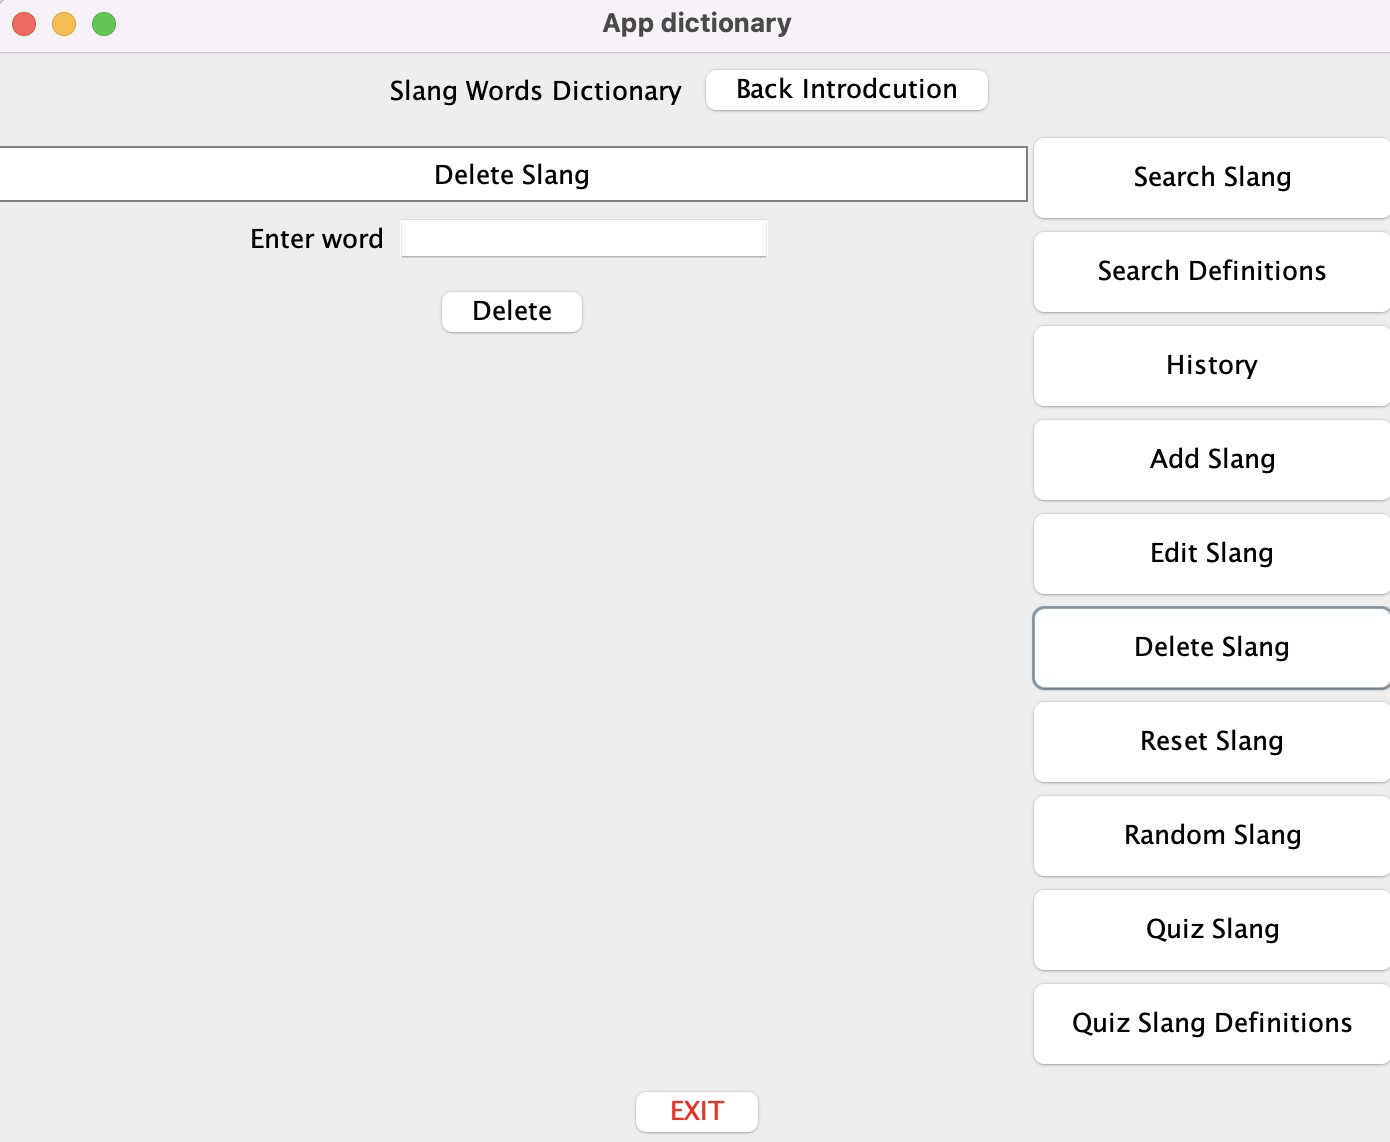 App dictionary
Slang Words Dictionary
Back Introdcution
Delete Slang
Enter word
Delete
Search Slang
Search Definitions
History
Add Slang
Edit Slang
Delete Slang
Reset Slang
Random Slang
Quiz Slang
Quiz Slang Definitions
EXIT